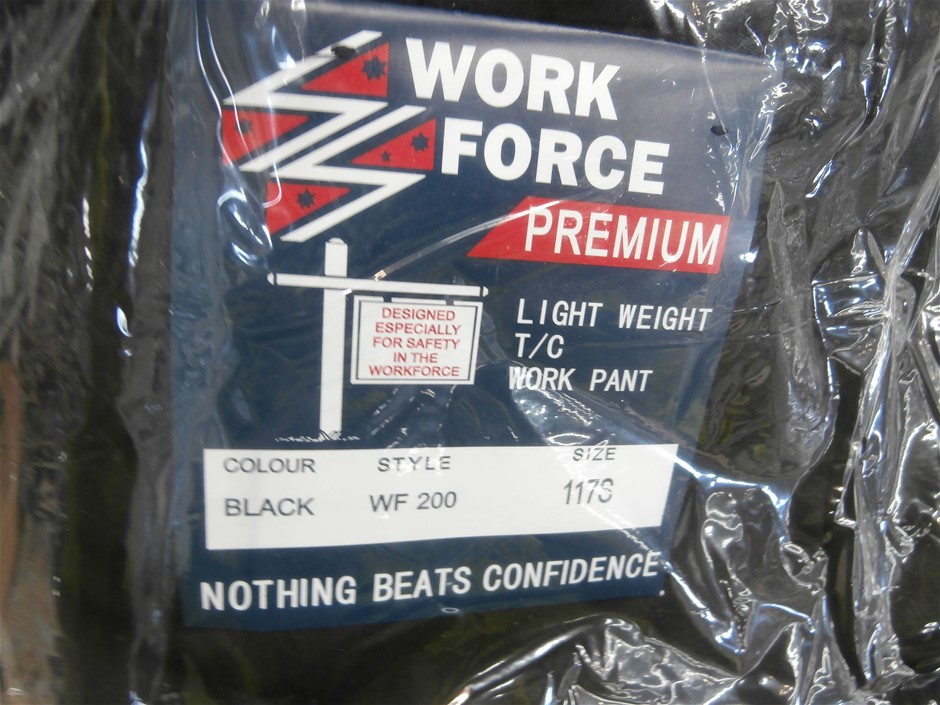 WORK
FORCE
PREMIUM
DESIGNED
ESPECIALLY
FOR SAFETY
IN THE
WORKFORCE
LIGHT WEIGHT
T/C
WORK PANT
COLOUR STYLE SIZE
BLACK WF 200 117S
NOTHING BEATS CONFIDENCE